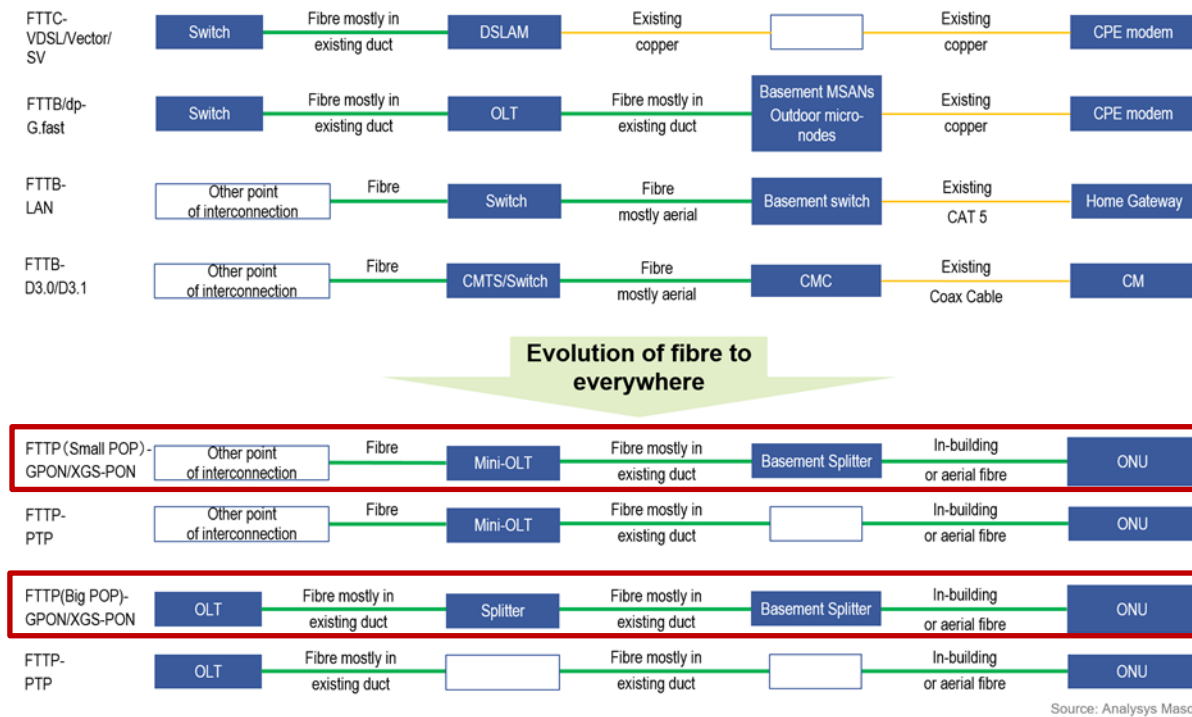 FTTC-
VDSL/Vector/
SV
Switch
Fibre mostly in
existing duct
DSLAM
Existing
copper
Existing
copper
CPE modem
FTTB/dp-
G.fast
Switch
Fibre mostly in
existing duct
OLT
Fibre mostly in
existing duct
Basement MSANs
Outdoor micro-
nodes
Existing
copper
CPE modem
FTTB-
LAN
Other point
of interconnection
Fibre
Switch
Fibre
mostly aerial
Basement switch
Existing
CAT 5
Home Gateway
FTTB-
D3.0/D3.1
Other point
of interconnection
Fibre
CMTS/Switch
Fibre
mostly aerial
CMC
Existing
Coax Cable
CM
Evolution of fibre to
everywhere
FTTP（Small POP）-
GPON/XGS-PON
Other point
of interconnection
Fibre
Mini-OLT
Fibre mostly in
existing duct
Basement Splitter
In-building
or aerial fibre
ONU
FTTP-
PTP
Other point
of interconnection
Fibre
Mini-OLT
Fibre mostly in
existing duct
In-building
or aerial fibre
ONU
FTTP(Big POP)-
GPON/XGS-PON
OLT
Fibre mostly in
existing duct
Splitter
Fibre mostly in
existing duct
Basement Splitter
In-building
or aerial fibre
ONU
FTTP-
PTP
OLT
Fibre mostly in
existing duct
Fibre mostly in
existing duct
In-building
or aerial fibre
ONU
Source: Analysys